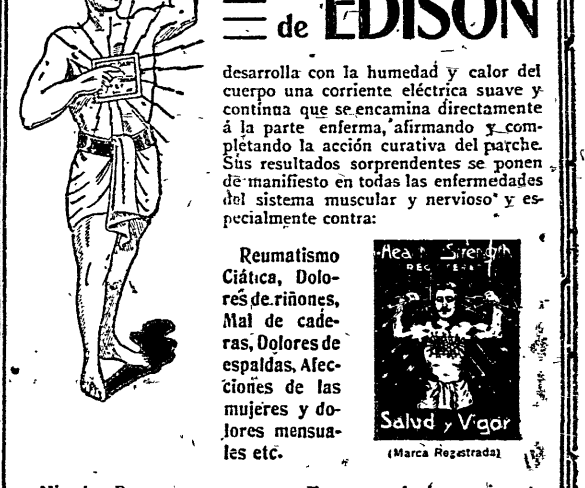 de EDISON
desarrolla con la humedad y calor del
cuerpo una corriente eléctrica suave y
continua que se encamina directamente
á la parte enferma, afirmando y com-
plétando la acción curativa del parche.
Sus resultados sorprendentes se ponen
de manifiesto en todas las enfermedades
del sistema muscular y nervioso y es-
pecialmente contra:
Reumatismo
Ciática, Dolo-
res de riñones,
Mal de cade-
ras, Dolores de
espaldas, Afec-
ciones de las
mujeres y do-
lores mensua-
les etc.
Health Strength
Salud y Vigor
(Marca Registrada)